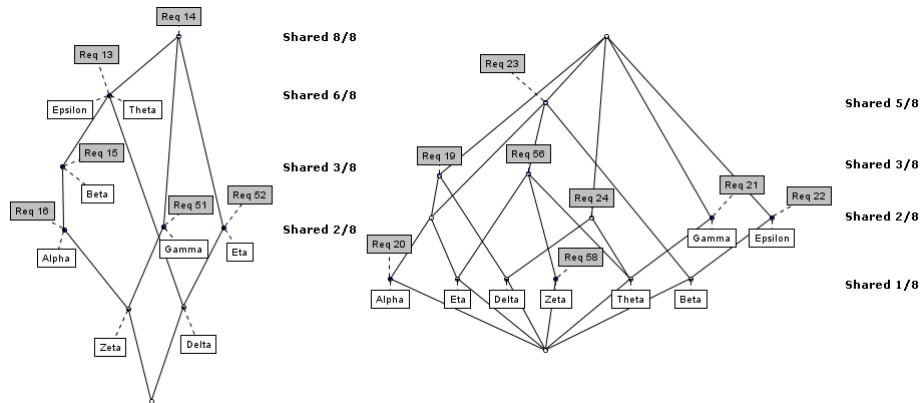 Req 14
Shared 8/8
Req 13
Req 23
Epsilon
Theta
Shared 6/8
Shared 5/8
Req 15
Req 19
Req 56
Shared 3/8
Shared 3/8
Beta
Req 16
Req 51
Req 52
Req 24
Req 21
Req 22
Shared 2/8
Shared 2/8
Alpha
Gamma
Eta
Gamma
Epsilon
Req 20
Req 58
Shared 1/8
Alpha
Eta
Delta
Zeta
Theta
Beta
Zeta
Delta